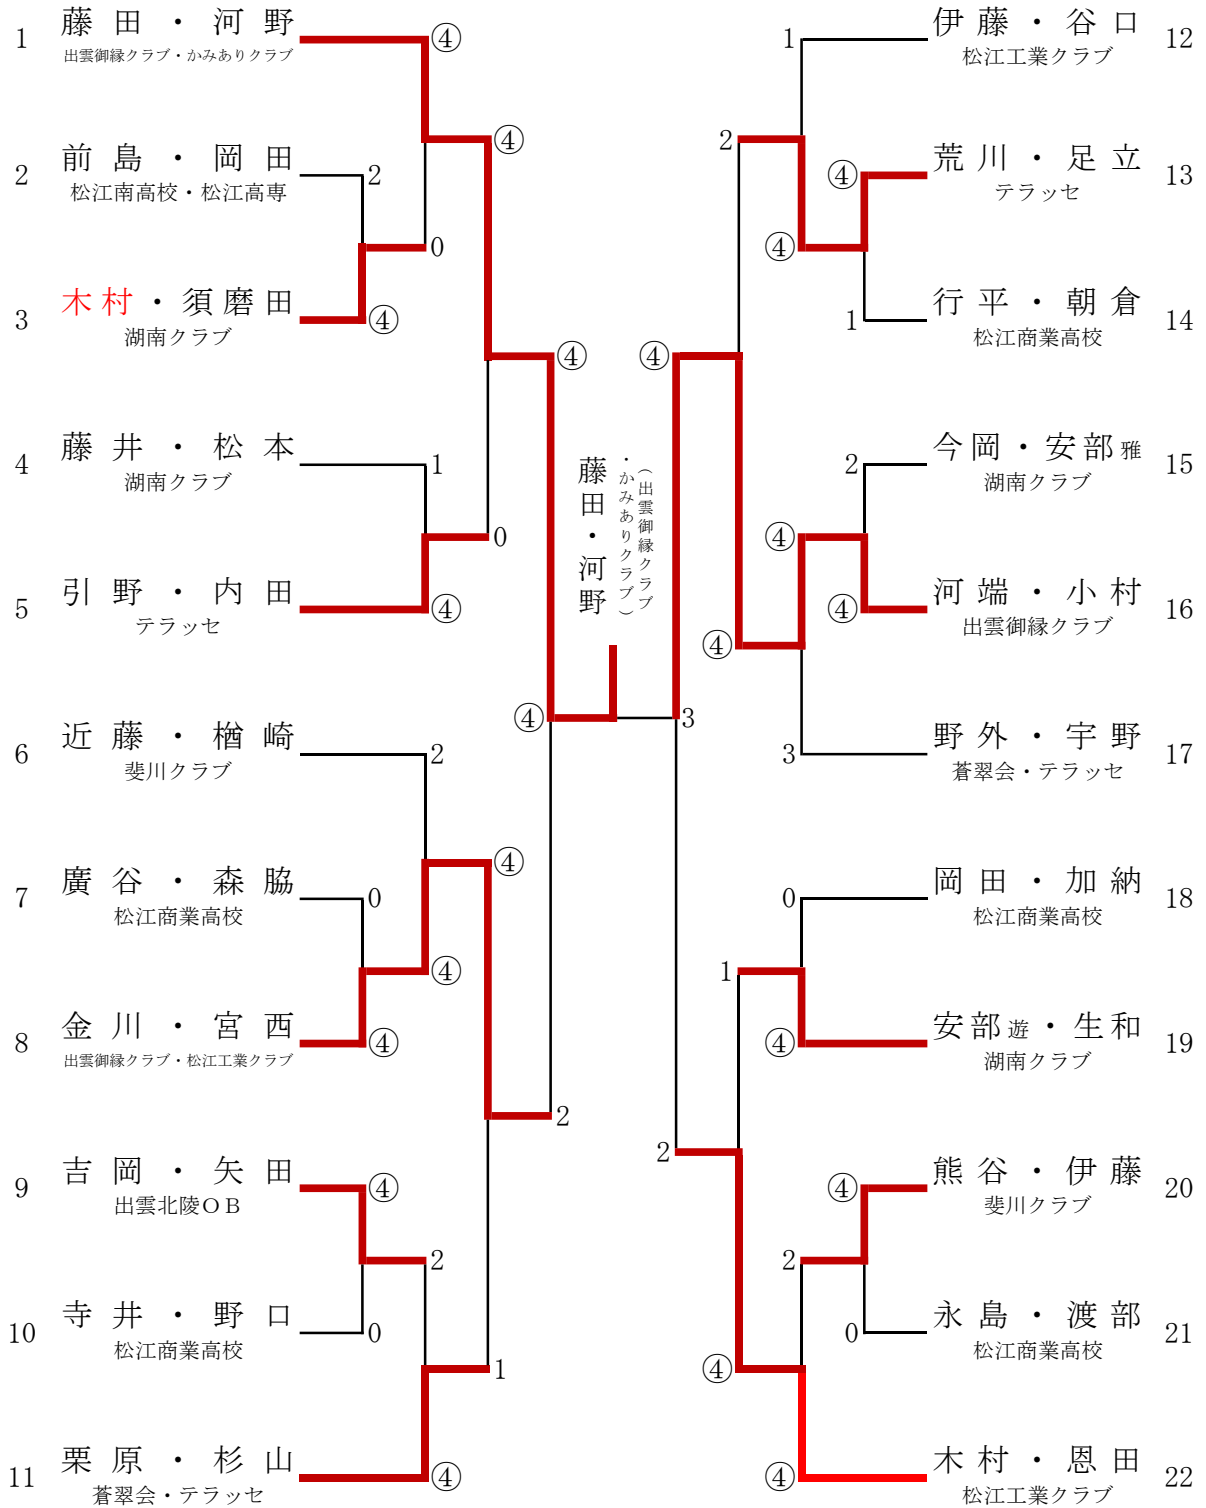 1 藤田・河野 ④
出雲御縁クラブ・かみありクラブ
④
2 前島・岡田 2
松江南高校・松江高専
0
3 木村・須磨田 ④
湖南クラブ
④
4 藤井・松本 1
湖南クラブ
0
5 引野・内田 ④
テラッセ
④
6 近藤・楢崎 2
斐川クラブ
④
7 廣谷・森脇 0
松江商業高校
④
8 金川・宮西 ④
出雲御縁クラブ・松江工業クラブ
2
9 吉岡・矢田 ④
出雲北陵OB
2
10 寺井・野口 0
松江商業高校
1
11 栗原・杉山 ④
蒼翠会・テラッセ
藤田・河野
(出雲御縁クラブ
・かみありクラブ)
3
1 伊藤・谷口 12
松江工業クラブ
2
④ 荒川・足立 13
テラッセ
④
1 行平・朝倉 14
松江商業高校
④
2 今岡・安部雅 15
湖南クラブ
④
④ 河端・小村 16
出雲御縁クラブ
④
3 野外・宇野 17
蒼翠会・テラッセ
0 岡田・加納 18
松江商業高校
1
④ 安部遊・生和 19
湖南クラブ
2
④ 熊谷・伊藤 20
斐川クラブ
2
0 永島・渡部 21
松江商業高校
④
④ 木村・恩田 22
松江工業クラブ